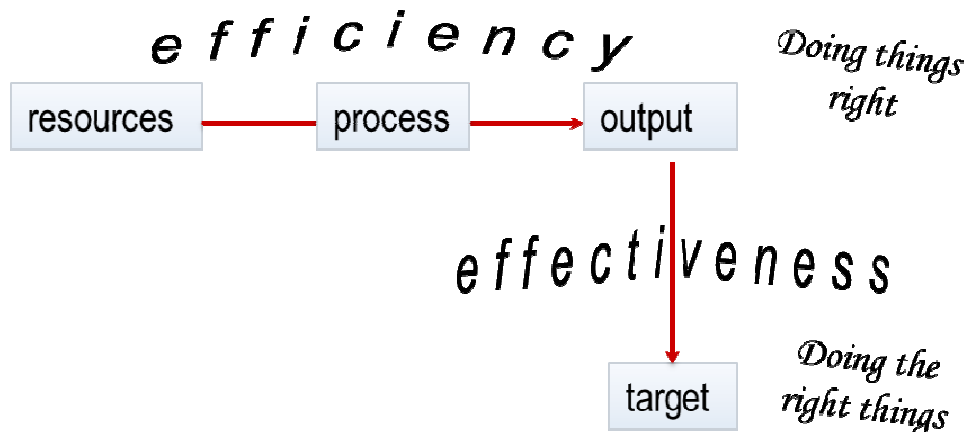 efficiency
Doing things
right
resources
process
output
effectiveness
target
Doing the
right things